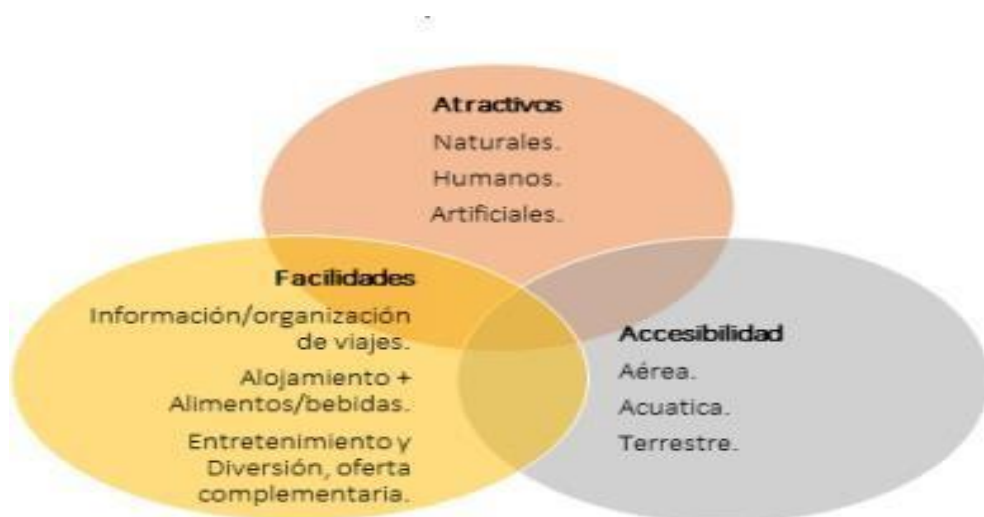 Atractivos
Naturales.
Humanos.
Artificiales.
Facilidades
Información/organización
de viajes.
Alojamiento +
Alimentos/bebidas.
Entretenimiento y
Diversión, oferta
complementaria.
Accesibilidad
Aérea.
Acuatica.
Terrestre.